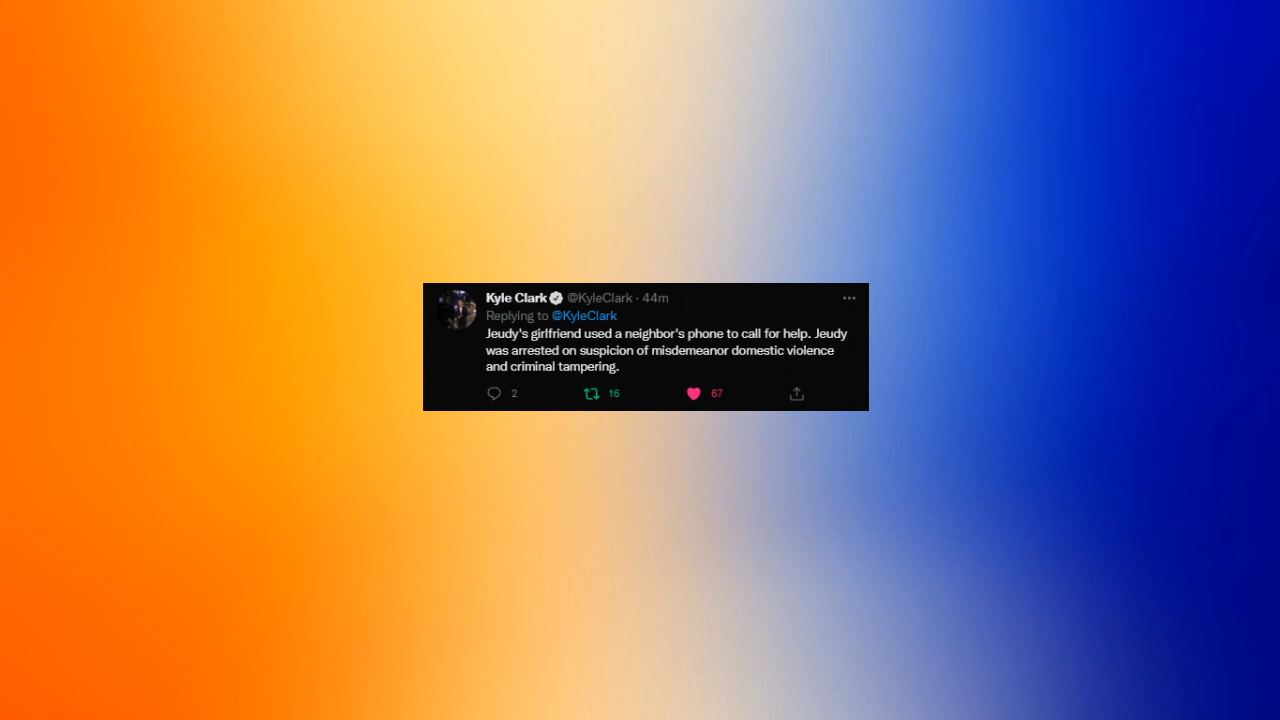 Kyle Clark @KyleClark · 44m
Replying to @KyleClark
Jeudy's girlfriend used a neighbor's phone to call for help. Jeudy
was arrested on suspicion of misdemeanor domestic violence
and criminal tampering.
2 16 67